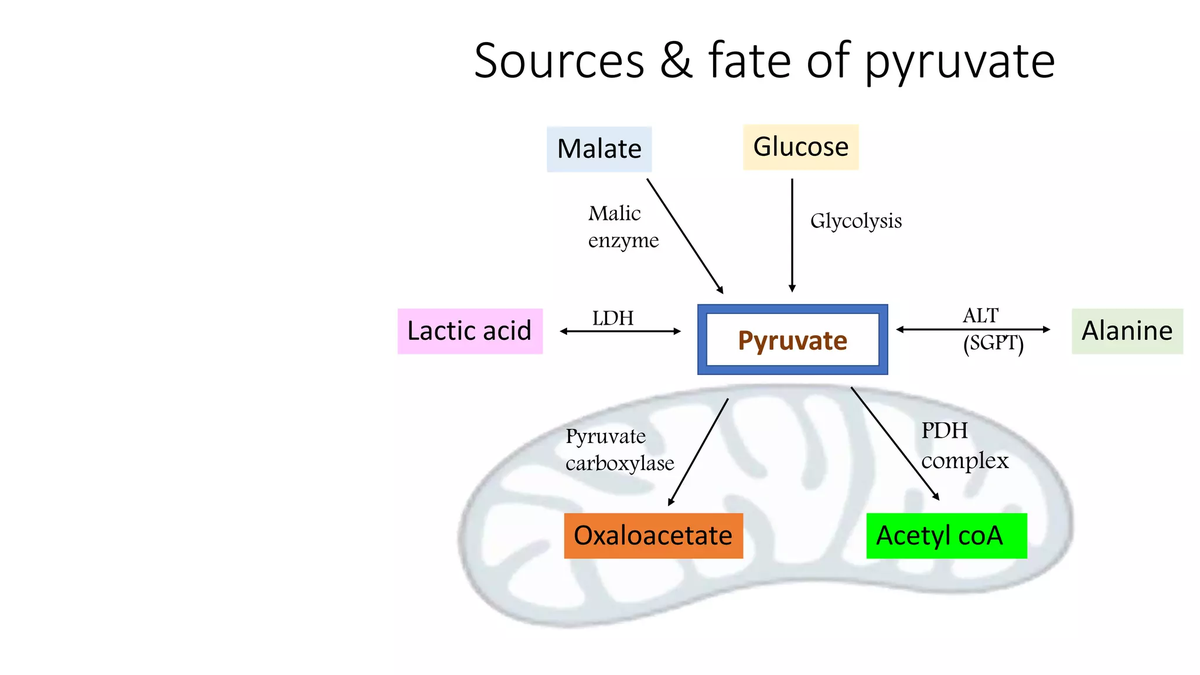 Sources & fate of pyruvate
Malate
Glucose
Malic
enzyme
Glycolysis
Lactic acid
LDH
Pyruvate
ALT
(SGPT)
Alanine
Pyruvate
carboxylase
PDH
complex
Oxaloacetate
Acetyl coA